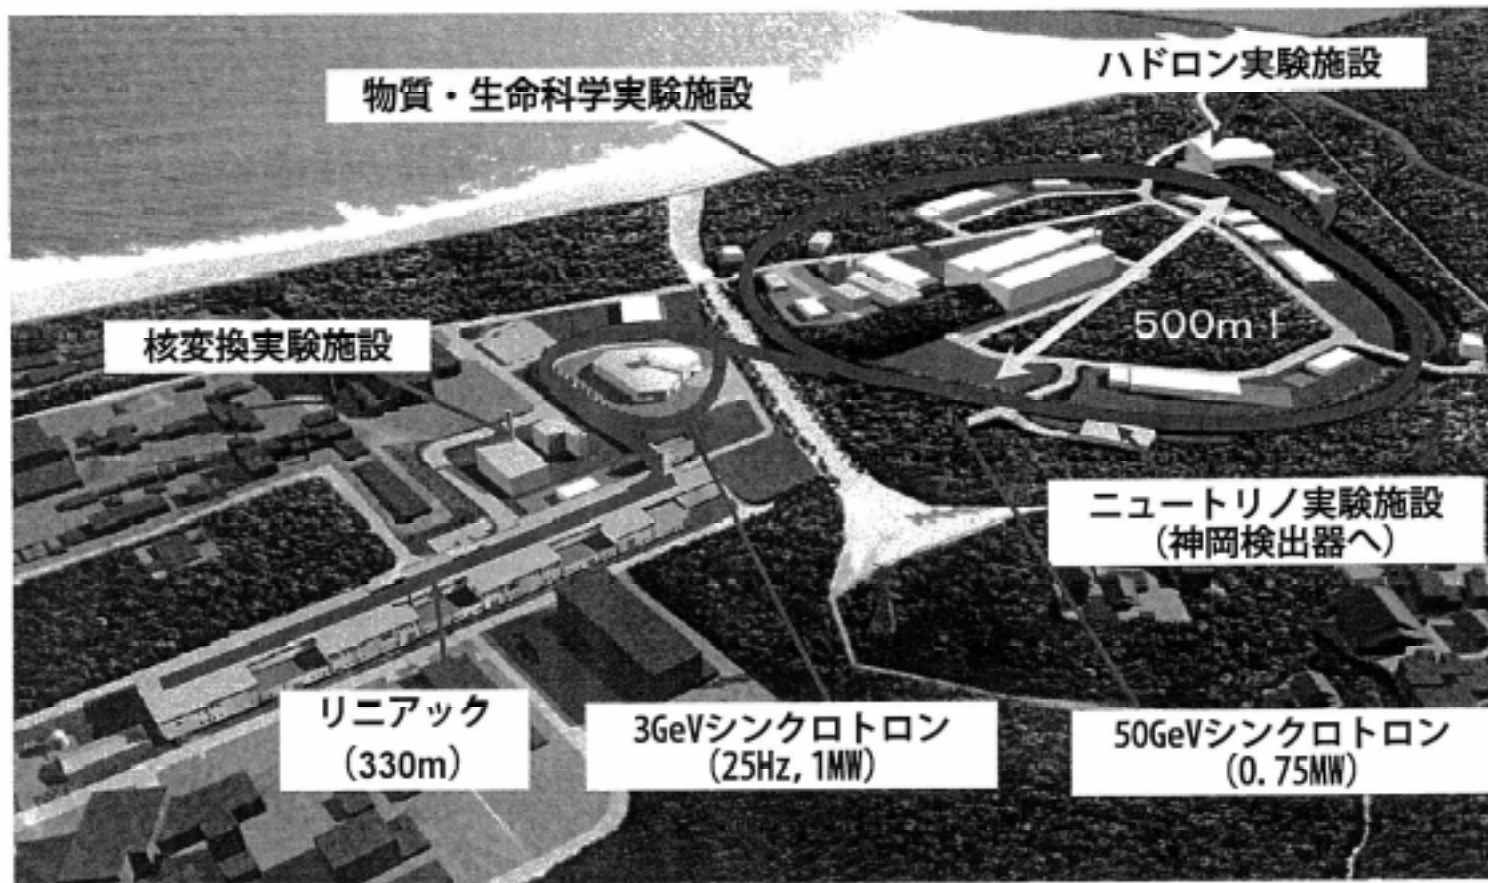 ハドロン実験施設
物質・生命科学実験施設
核変換実験施設
500m!
ニュートリノ実験施設
(神岡検出器へ)
リニアック
(330m)
3GeVシンクロトロン
(25Hz, 1MW)
50GeVシンクロトロン
(0.75MW)